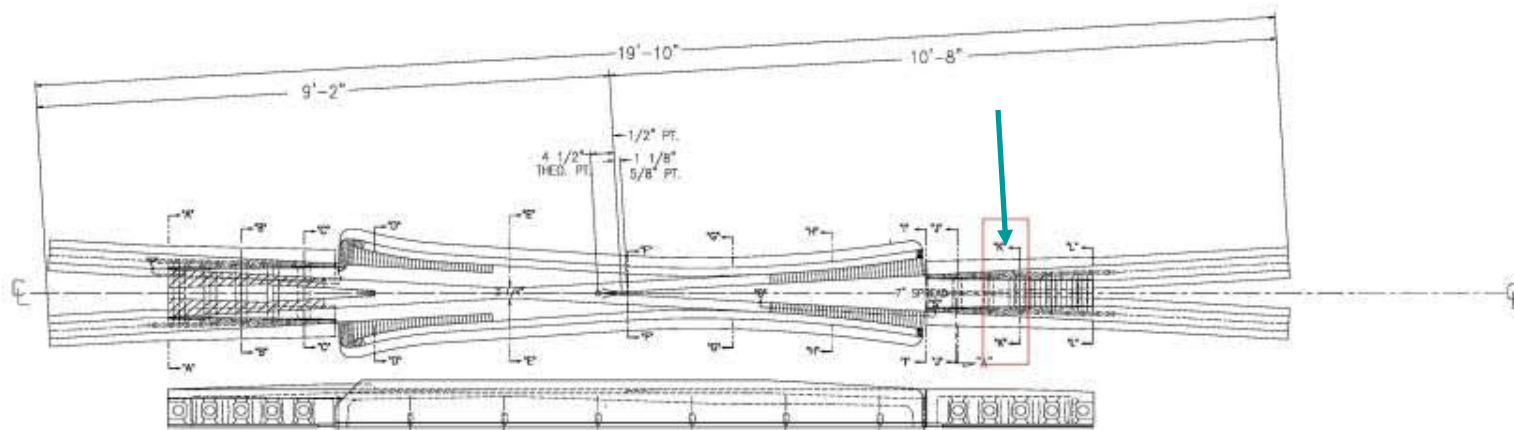 19'-10"
10'-8"
9'-2"
1/2" PT.
4 1/2"
THEO. PT.
1 1/8"
5/8" PT.
"A"
"B"
"C"
"D"
"E"
"F"
"G"
"H"
"I"
"J"
"K"
"L"
7" SPREAD
"A"
"B"
"C"
"D"
"E"
"F"
"G"
"H"
"I"
"J"
"K"
"L"